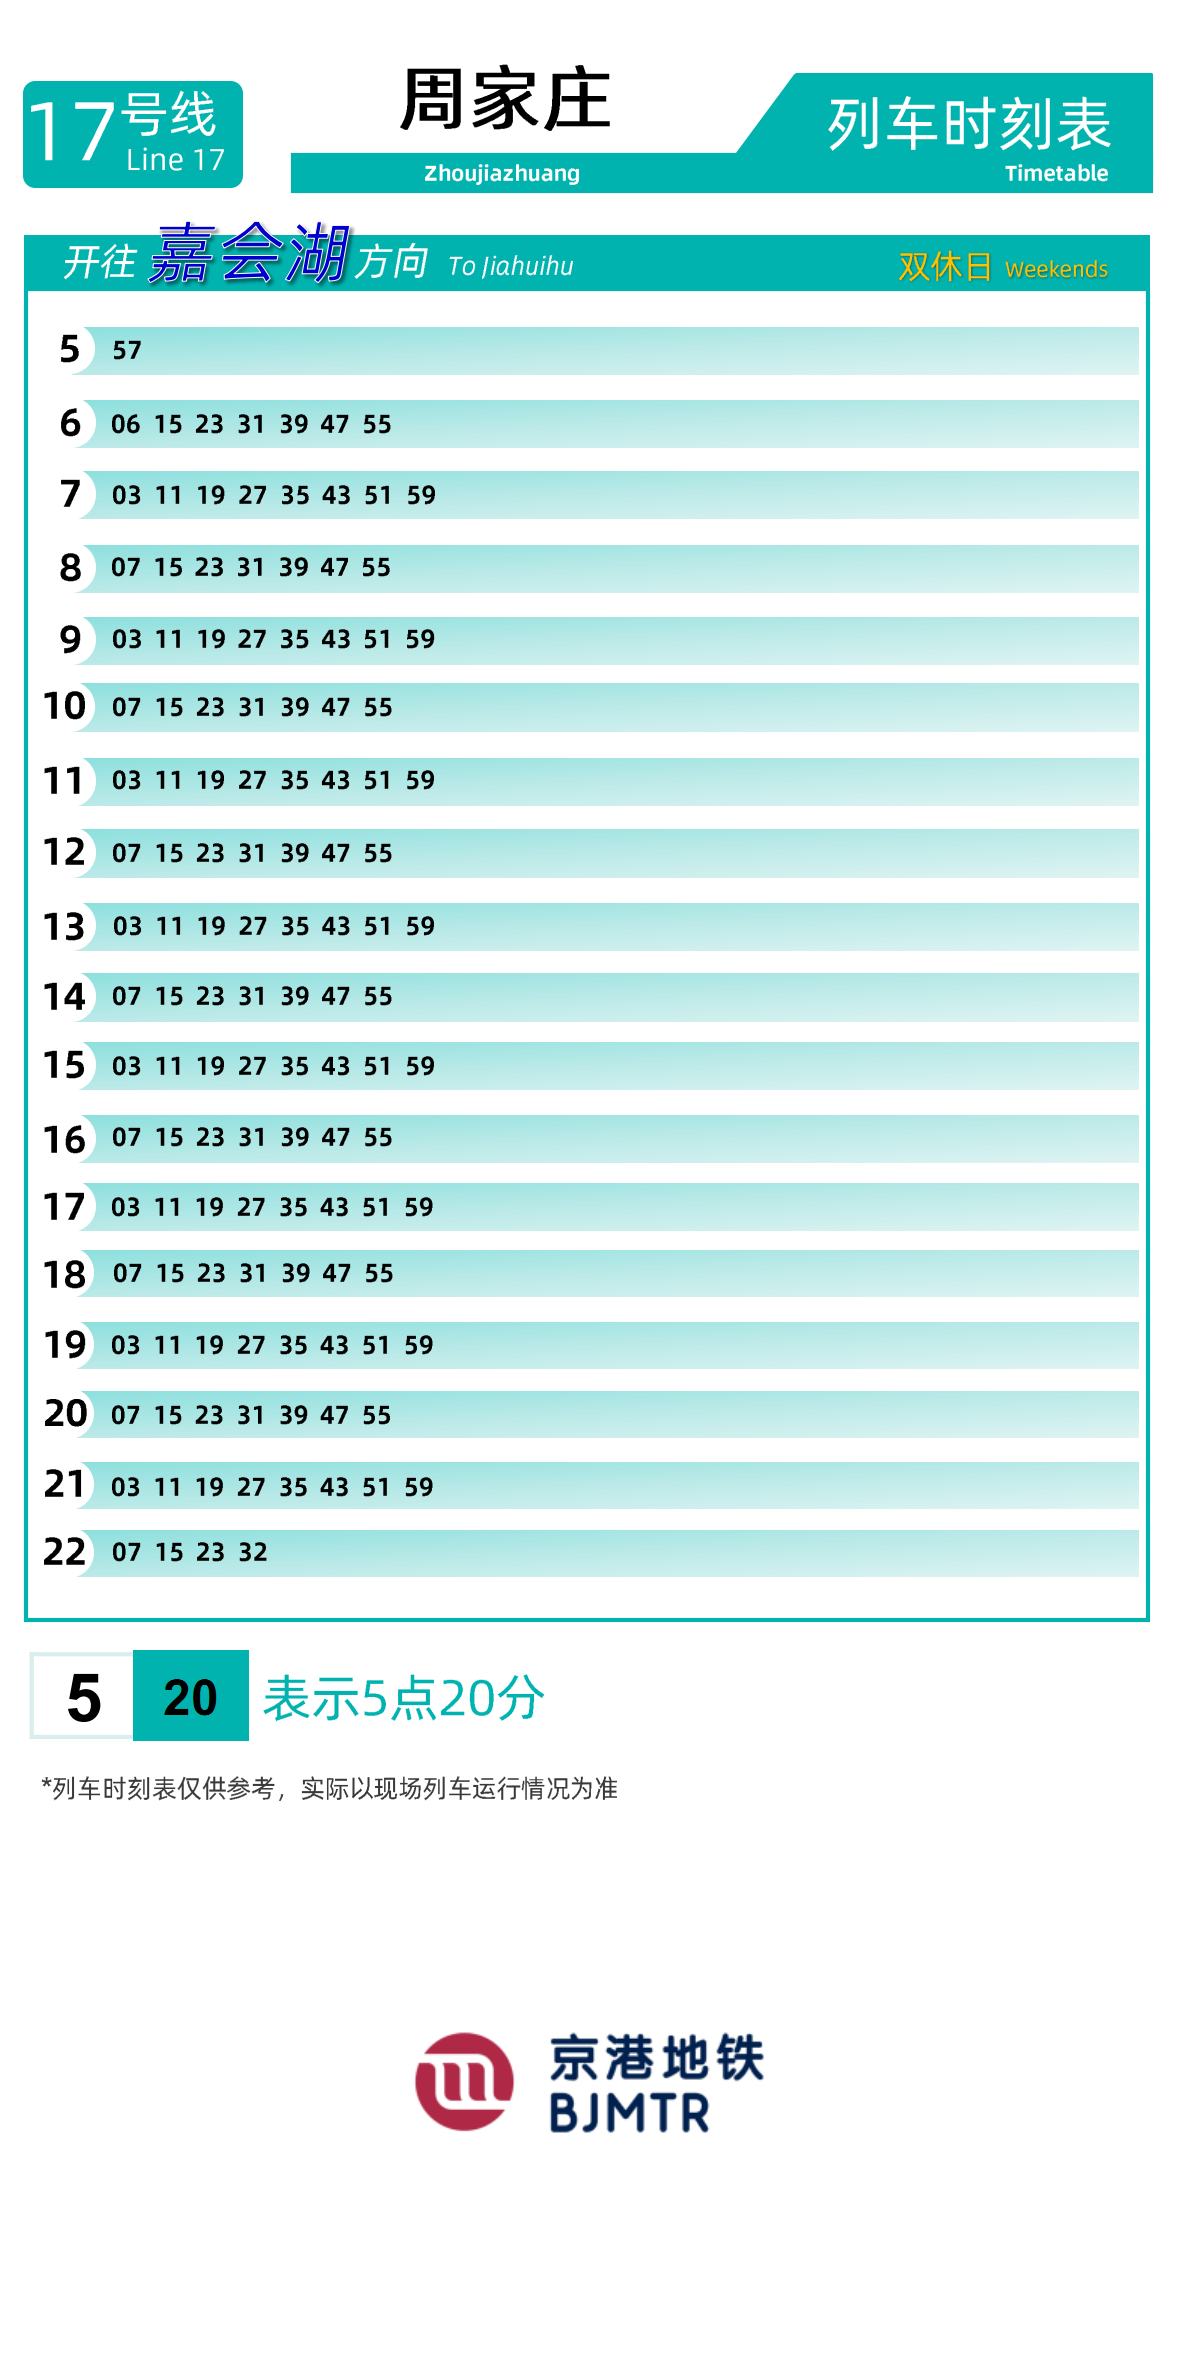 17号线
Line 17
周家庄
Zhoujiazhuang
列车时刻表
Timetable
开往 嘉会湖 方向 To Jiahuihu
双休日 Weekends
5 57
6 06 15 23 31 39 47 55
7 03 11 19 27 35 43 51 59
8 07 15 23 31 39 47 55
9 03 11 19 27 35 43 51 59
10 07 15 23 31 39 47 55
11 03 11 19 27 35 43 51 59
12 07 15 23 31 39 47 55
13 03 11 19 27 35 43 51 59
14 07 15 23 31 39 47 55
15 03 11 19 27 35 43 51 59
16 07 15 23 31 39 47 55
17 03 11 19 27 35 43 51 59
18 07 15 23 31 39 47 55
19 03 11 19 27 35 43 51 59
20 07 15 23 31 39 47 55
21 03 11 19 27 35 43 51 59
22 07 15 23 32
5 20 表示5点20分
*列车时刻表仅供参考，实际以现场列车运行情况为准
京港地铁
BJMTR